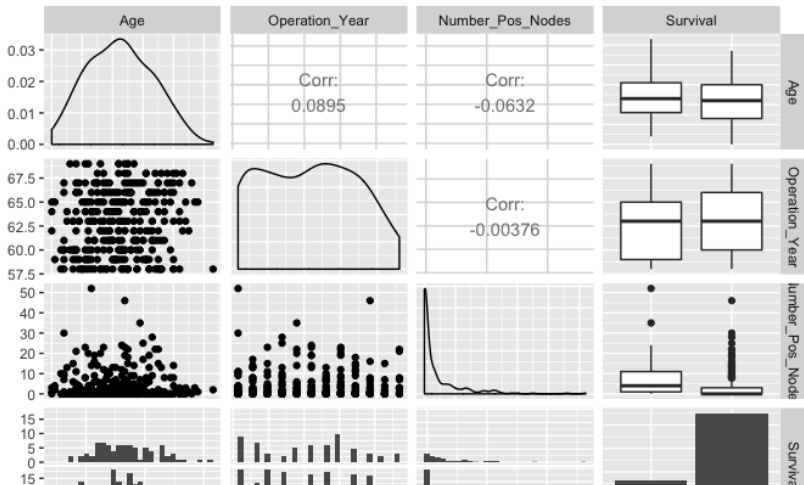 Age Operation_Year Number_Pos_Nodes Survival
0.03
0.02
0.01
0.00
Corr:
0.0895
Corr:
-0.0632
Age
67.5
65.0
62.5
60.0
57.5
Corr:
-0.00376
Operation_Year
50
40
30
20
10
0
umber_Pos_Node
15
10
5
0
15
Surviva